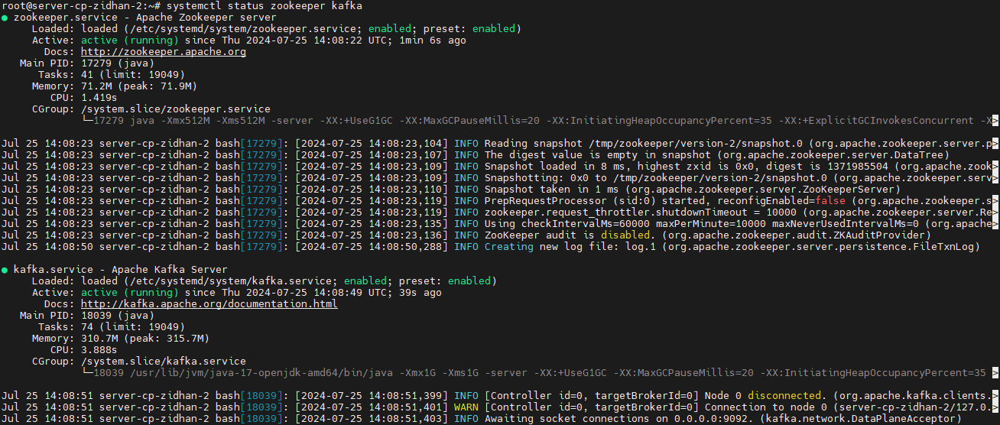 root@server-cp-zidhan-2:~# systemctl status zookeeper kafka
● zookeeper.service - Apache Zookeeper server
     Loaded: loaded (/etc/systemd/system/zookeeper.service; enabled; preset: enabled)
     Active: active (running) since Thu 2024-07-25 14:08:22 UTC; 1min 6s ago
       Docs: http://zookeeper.apache.org
   Main PID: 17279 (java)
      Tasks: 41 (limit: 19049)
     Memory: 71.2M (peak: 71.9M)
        CPU: 1.419s
     CGroup: /system.slice/zookeeper.service
             └─17279 java -Xmx512M -Xms512M -server -XX:+UseG1GC -XX:MaxGCPauseMillis=20 -XX:InitiatingHeapOccupancyPercent=35 -XX:+ExplicitGCInvokesConcurrent -X>
Jul 25 14:08:23 server-cp-zidhan-2 bash[17279]: [2024-07-25 14:08:23,104] INFO Reading snapshot /tmp/zookeeper/version-2/snapshot.0 (org.apache.zookeeper.server.p>
Jul 25 14:08:23 server-cp-zidhan-2 bash[17279]: [2024-07-25 14:08:23,107] INFO The digest value is empty in snapshot (org.apache.zookeeper.server.DataTree)
Jul 25 14:08:23 server-cp-zidhan-2 bash[17279]: [2024-07-25 14:08:23,109] INFO Snapshot loaded in 8 ms, highest zxid is 0x0, digest is 1371985504 (org.apache.zook>
Jul 25 14:08:23 server-cp-zidhan-2 bash[17279]: [2024-07-25 14:08:23,109] INFO Snapshotting: 0x0 to /tmp/zookeeper/version-2/snapshot.0 (org.apache.zookeeper.serv>
Jul 25 14:08:23 server-cp-zidhan-2 bash[17279]: [2024-07-25 14:08:23,110] INFO Snapshot taken in 1 ms (org.apache.zookeeper.server.ZooKeeperServer)
Jul 25 14:08:23 server-cp-zidhan-2 bash[17279]: [2024-07-25 14:08:23,119] INFO PrepRequestProcessor (sid:0) started, reconfigEnabled=false (org.apache.zookeeper.s>
Jul 25 14:08:23 server-cp-zidhan-2 bash[17279]: [2024-07-25 14:08:23,119] INFO zookeeper.request_throttler.shutdownTimeout = 10000 (org.apache.zookeeper.server.Re>
Jul 25 14:08:23 server-cp-zidhan-2 bash[17279]: [2024-07-25 14:08:23,135] INFO Using checkIntervalMs=60000 maxPerMinute=10000 maxNeverUsedIntervalMs=0 (org.apache>
Jul 25 14:08:23 server-cp-zidhan-2 bash[17279]: [2024-07-25 14:08:23,136] INFO ZooKeeper audit is disabled. (org.apache.zookeeper.audit.ZKAuditProvider)
Jul 25 14:08:50 server-cp-zidhan-2 bash[17279]: [2024-07-25 14:08:50,288] INFO Creating new log file: log.1 (org.apache.zookeeper.server.persistence.FileTxnLog)
● kafka.service - Apache Kafka Server
     Loaded: loaded (/etc/systemd/system/kafka.service; enabled; preset: enabled)
     Active: active (running) since Thu 2024-07-25 14:08:49 UTC; 39s ago
       Docs: http://kafka.apache.org/documentation.html
   Main PID: 18039 (java)
      Tasks: 74 (limit: 19049)
     Memory: 310.7M (peak: 315.7M)
        CPU: 3.888s
     CGroup: /system.slice/kafka.service
             └─18039 /usr/lib/jvm/java-17-openjdk-amd64/bin/java -Xmx1G -Xms1G -server -XX:+UseG1GC -XX:MaxGCPauseMillis=20 -XX:InitiatingHeapOccupancyPercent=35 >
Jul 25 14:08:51 server-cp-zidhan-2 bash[18039]: [2024-07-25 14:08:51,399] INFO [Controller id=0, targetBrokerId=0] Node 0 disconnected. (org.apache.kafka.clients.>
Jul 25 14:08:51 server-cp-zidhan-2 bash[18039]: [2024-07-25 14:08:51,401] WARN [Controller id=0, targetBrokerId=0] Connection to node 0 (server-cp-zidhan-2/127.0.>
Jul 25 14:08:51 server-cp-zidhan-2 bash[18039]: [2024-07-25 14:08:51,403] INFO Awaiting socket connections on 0.0.0.0:9092. (kafka.network.DataPlaneAcceptor)